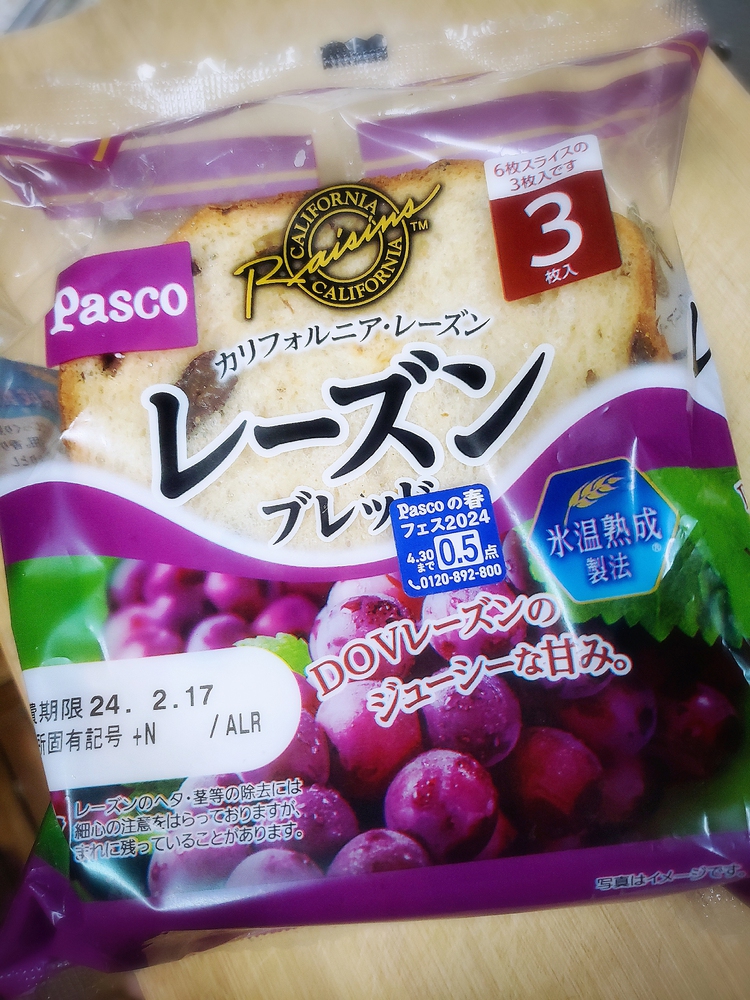 6枚スライスの
3枚入です
3
枚入
CALIFORNIA
Raisins™
CALIFORNIA
Pasco
カリフォルニア・レーズン
レーズン
ブレッド
Pascoの春
フェス2024
4.30
まで
0.5点
0120-892-800
氷温熟成
製法®
DOVレーズンの
ジューシーな甘み。
期限 24. 2.17
固有記号 +N /ALR
レーズンのヘタ・茎等の除去には
細心の注意をはらっておりますが、
まれに残っていることがあります。
写真はイメージです。